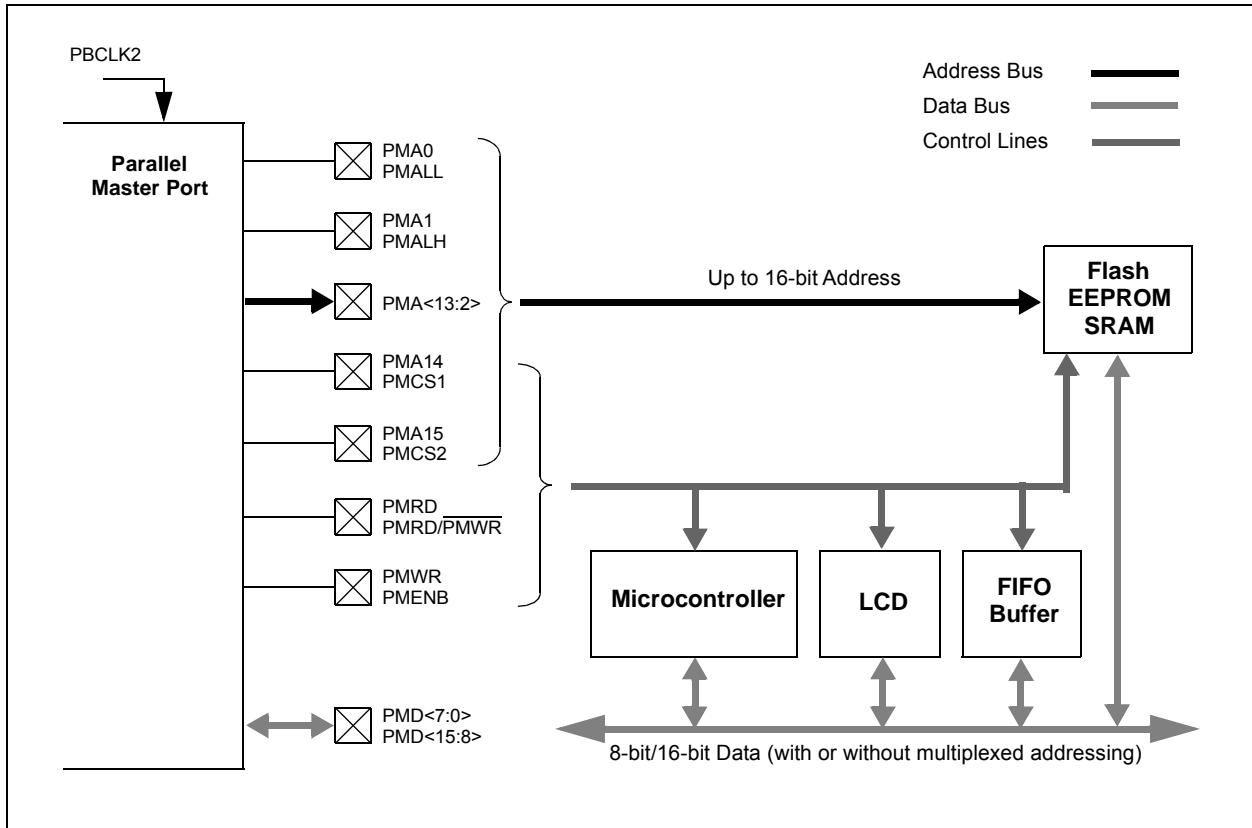 PBCLK2
Parallel
Master Port
PMA0
PMALL
PMA1
PMALH
PMA<13:2>
PMA14
PMCS1
PMA15
PMCS2
PMRD
PMRD/PMWR
PMWR
PMENB
PMD<7:0>
PMD<15:8>
Address Bus
Data Bus
Control Lines
Up to 16-bit Address
Flash
EEPROM
SRAM
Microcontroller
LCD
FIFO
Buffer
8-bit/16-bit Data (with or without multiplexed addressing)